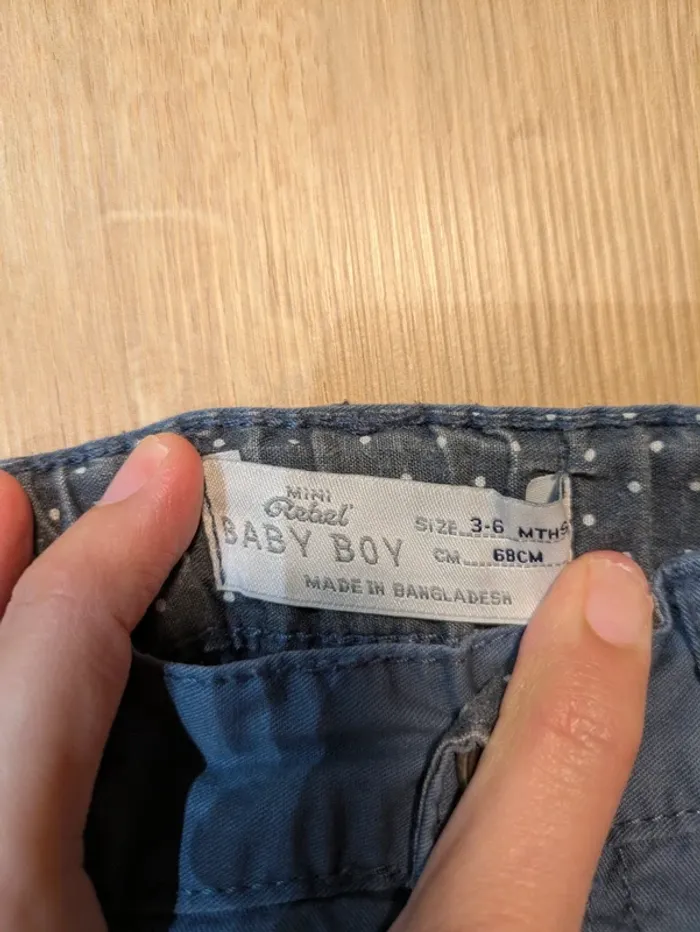 MINI
Rebel
BABY BOY
SIZE....3-6 MTHS
CM........68CM
MADE IN BANGLADESH